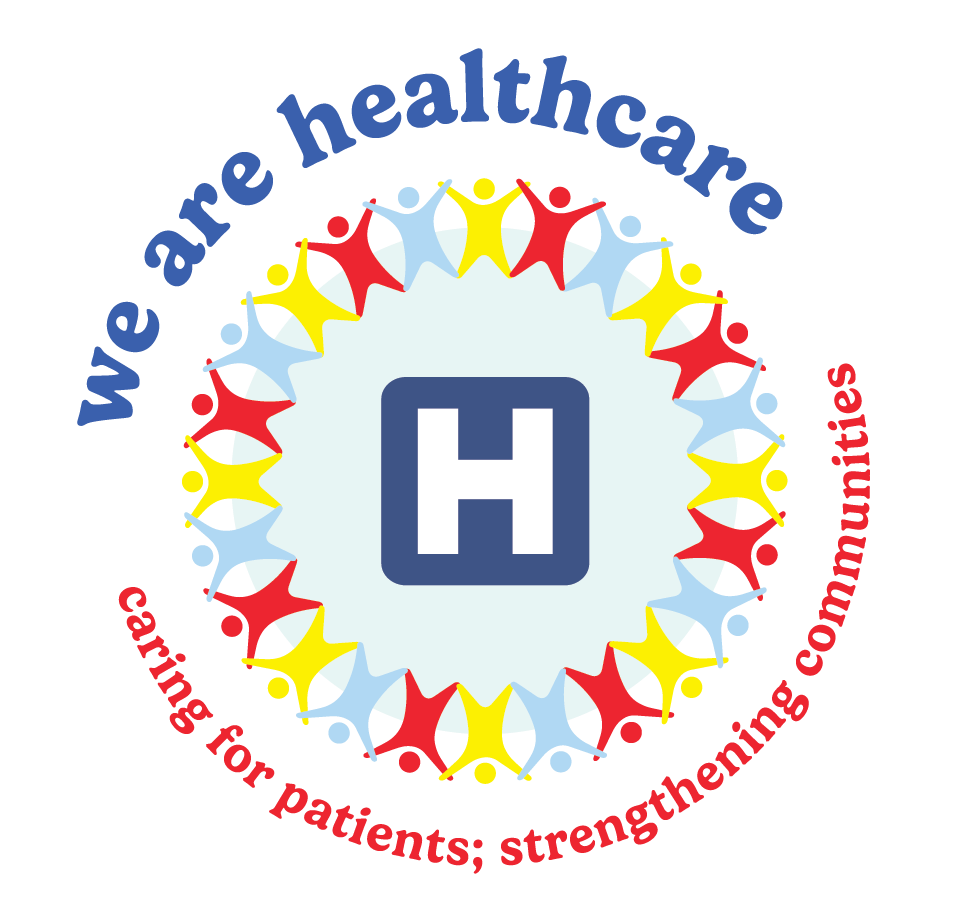 we are healthcare
H
caring for patients; strengthening communities